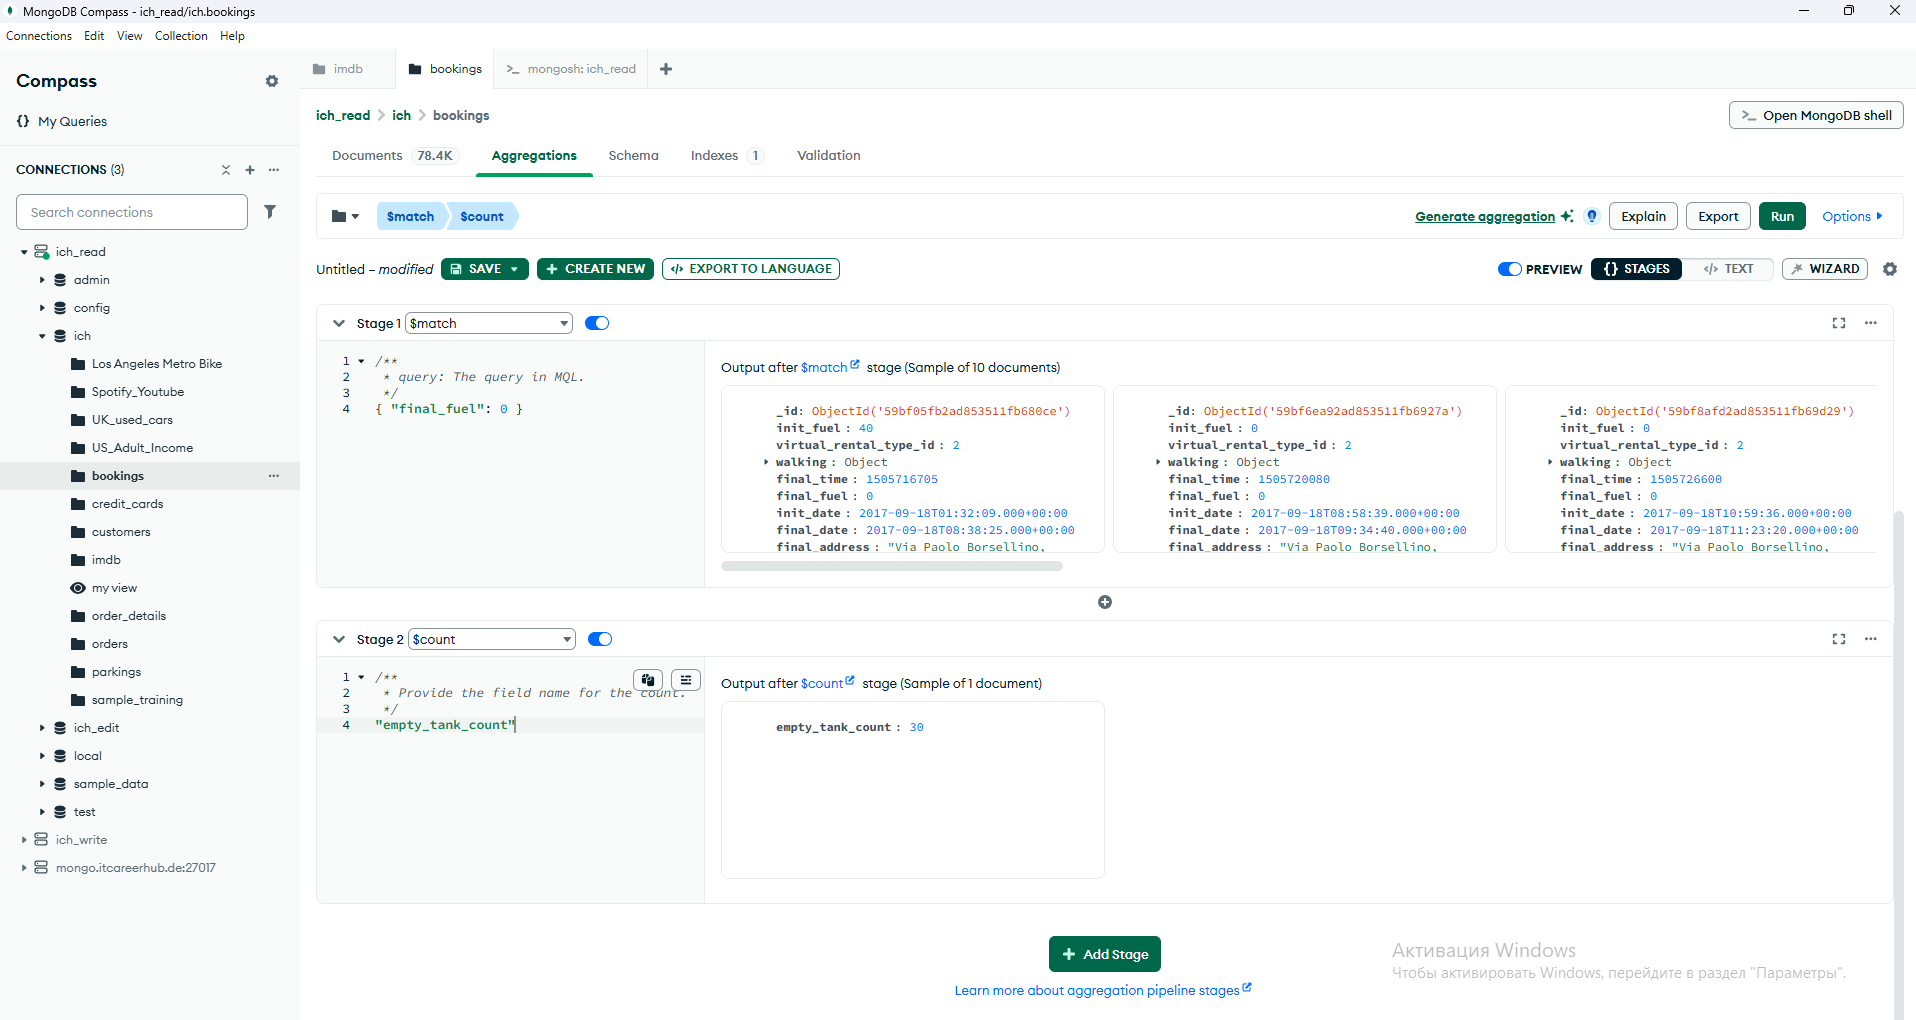 MongoDB Compass - ich_read/ich.bookings
Connections Edit View Collection Help
Compass
My Queries
CONNECTIONS (3)
Search connections
ich_read
admin
config
ich
Los Angeles Metro Bike
Spotify_Youtube
UK_used_cars
US_Adult_Income
bookings
credit_cards
customers
imdb
my view
order_details
orders
parkings
sample_training
ich_edit
local
sample_data
test
ich_write
mongo.itcareerhub.de:27017
imdb bookings mongosh: ich_read
ich_read ich bookings
Open MongoDB shell
Documents 78.4K Aggregations Schema Indexes 1 Validation
$match $count
Generate aggregation Explain Export Run Options
Untitled – modified SAVE CREATE NEW EXPORT TO LANGUAGE
PREVIEW {} STAGES </> TEXT WIZARD
Stage 1 $match
1 /**
2 * query: The query in MQL.
3 */
4 { "final_fuel": 0 }
Output after $match stage (Sample of 10 documents)
_id: ObjectId('59bf05fb2ad853511fb680ce')
init_fuel : 40
virtual_rental_type_id : 2
walking : Object
final_time : 1505716705
final_fuel : 0
init_date : 2017-09-18T01:32:09.000+00:00
final_date : 2017-09-18T08:38:25.000+00:00
final_address : "Via Paolo Borsellino,
_id: ObjectId('59bf6ea92ad853511fb6927a')
init_fuel : 0
virtual_rental_type_id : 2
walking : Object
final_time : 1505720080
final_fuel : 0
init_date : 2017-09-18T08:58:39.000+00:00
final_date : 2017-09-18T09:34:40.000+00:00
final_address : "Via Paolo Borsellino,
_id: ObjectId('59bf8afd2ad853511fb69d29')
init_fuel : 0
virtual_rental_type_id : 2
walking : Object
final_time : 1505726600
final_fuel : 0
init_date : 2017-09-18T10:59:36.000+00:00
final_date : 2017-09-18T11:23:20.000+00:00
final_address : "Via Paolo Borsellino,
Stage 2 $count
1 /**
2 * Provide the field name for the count.
3 */
4 "empty_tank_count"
Output after $count stage (Sample of 1 document)
empty_tank_count : 30
Add Stage
Learn more about aggregation pipeline stages
Активация Windows
Чтобы активировать Windows, перейдите в раздел "Параметры".